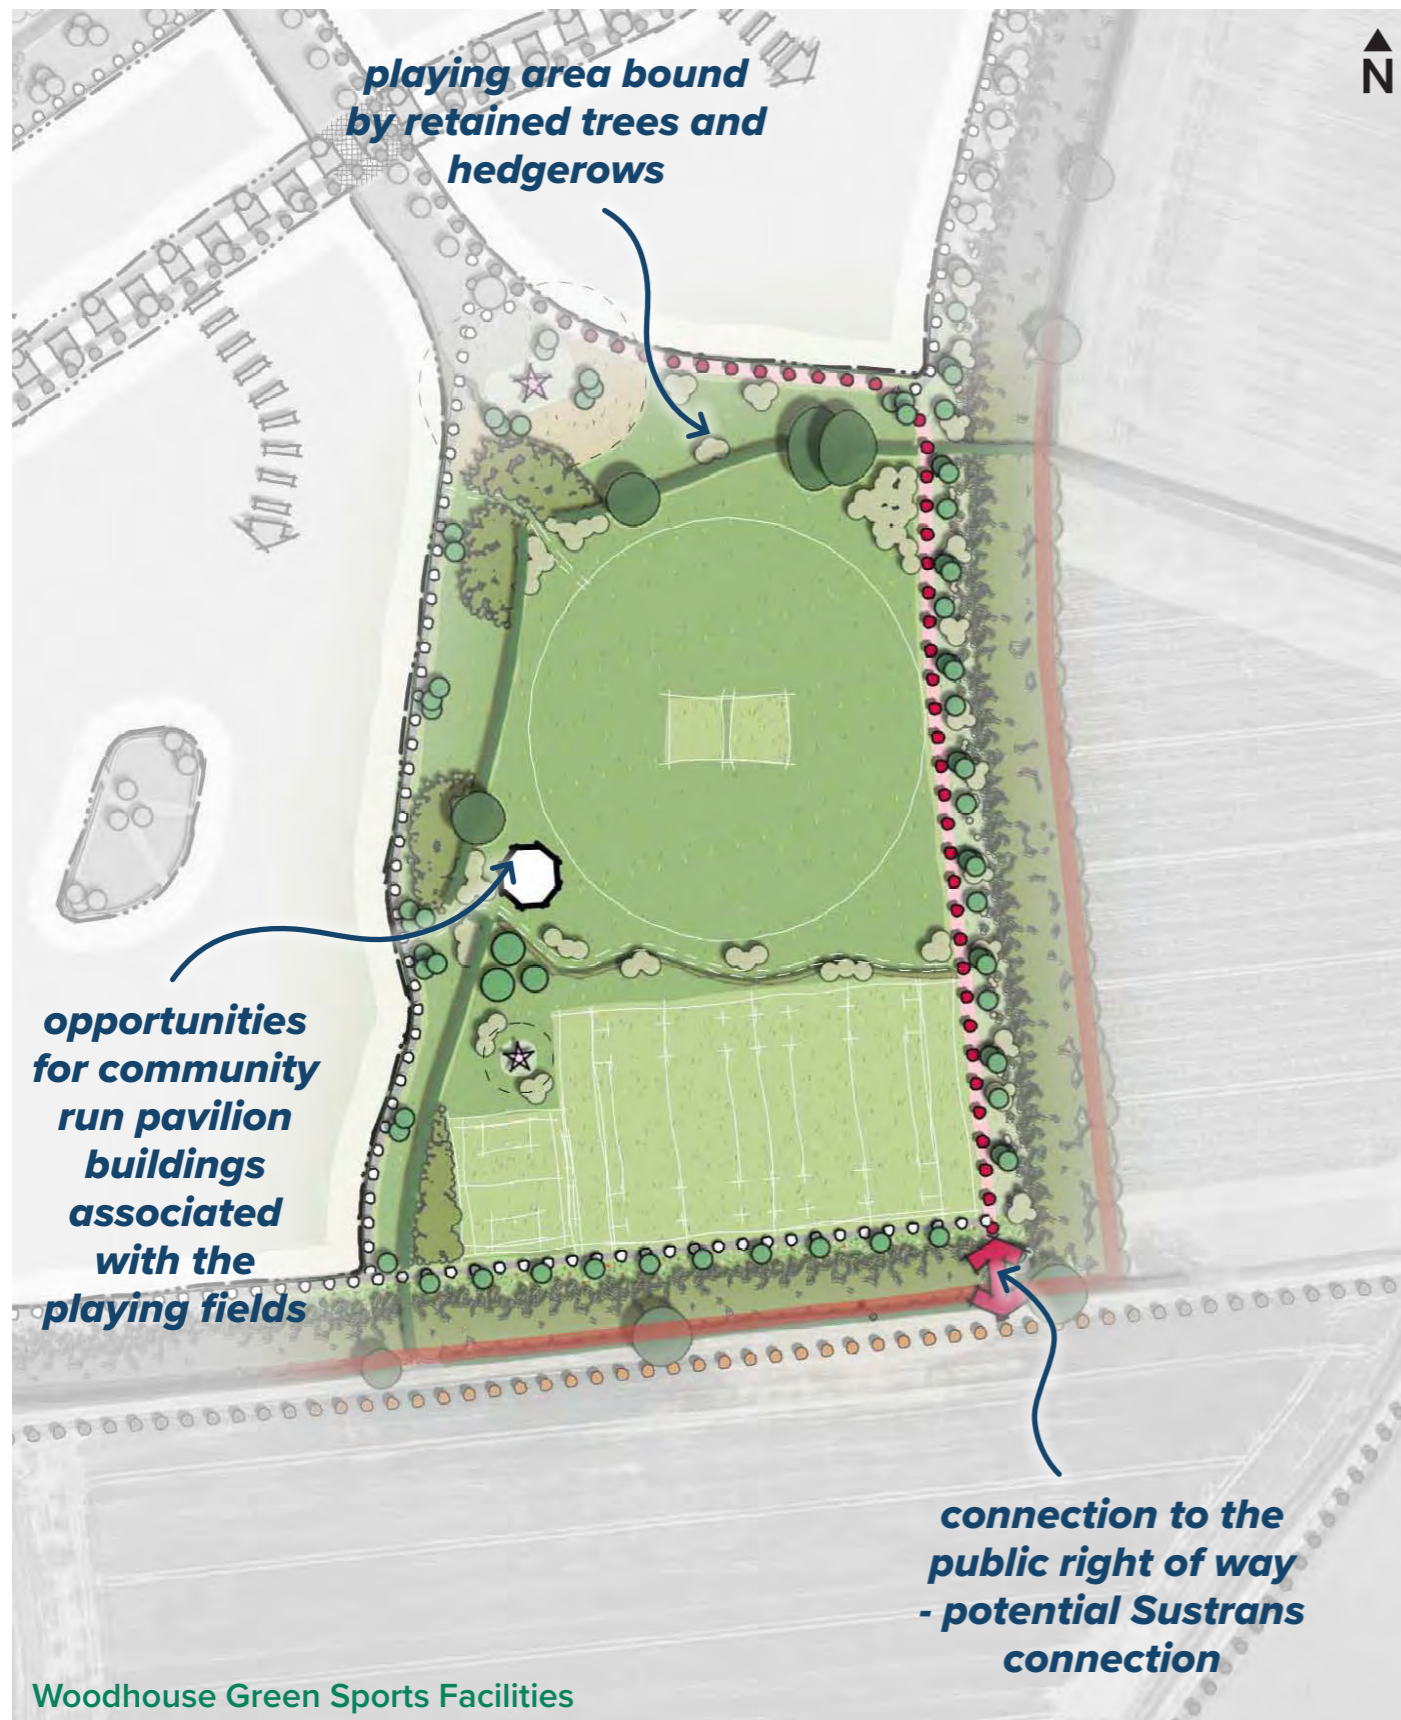 playing area bound
by retained trees and
hedgerows
N
opportunities
for community
run pavilion
buildings
associated
with the
playing fields
connection to the
public right of way
- potential Sustrans
connection
Woodhouse Green Sports Facilities